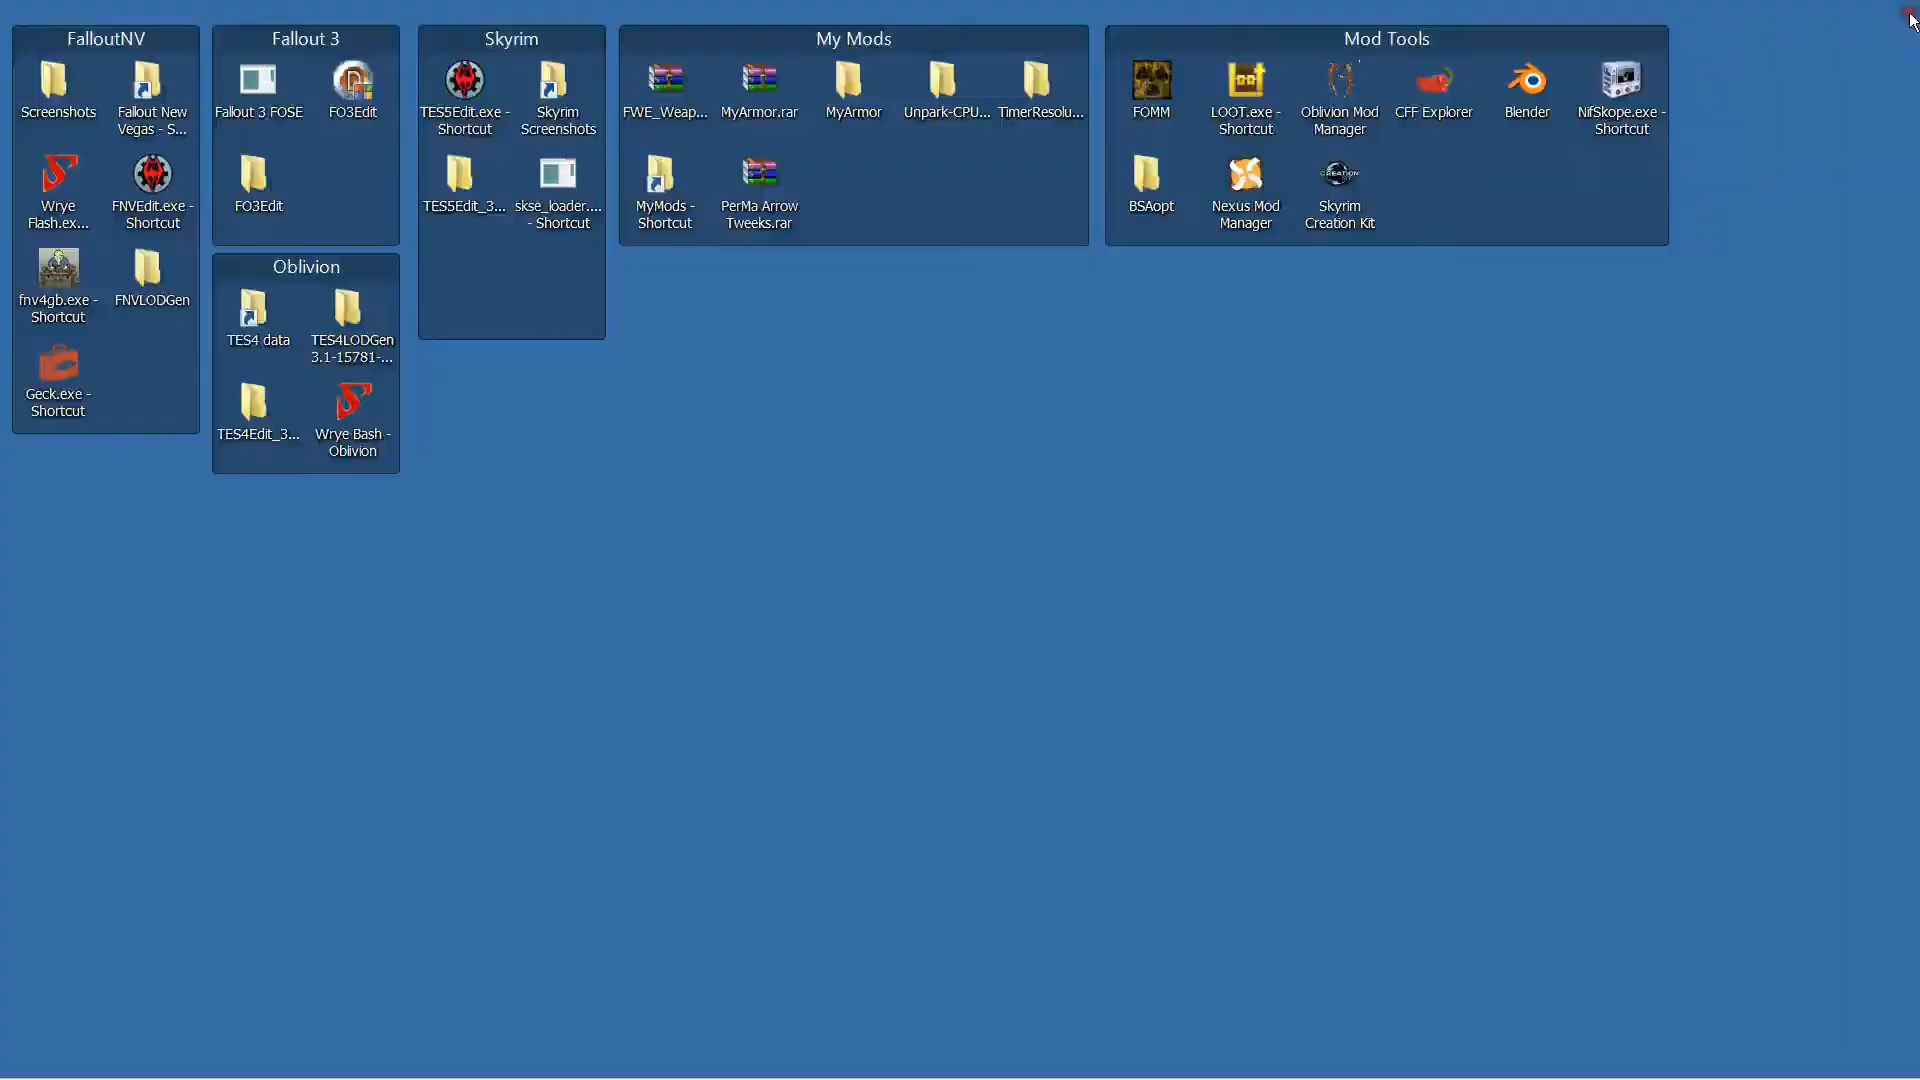 FalloutNV
Screenshots
Fallout New
Vegas - S...
Wrye
Flash.ex...
FNVEdit.exe -
Shortcut
fnv4gb.exe -
Shortcut
FNVLODGen
Geck.exe -
Shortcut
Fallout 3
Fallout 3 FOSE
FO3Edit
FO3Edit
Oblivion
TES4 data
TES4LODGen
3.1-15781-...
TES4Edit_3...
Wrye Bash -
Oblivion
Skyrim
TES5Edit.exe -
Shortcut
Skyrim
Screenshots
TES5Edit_3...
skse_loader....
- Shortcut
My Mods
FWE_Weap...
MyArmor.rar
MyArmor
Unpark-CPU...
TimerResolu...
MyMods -
Shortcut
PerMa Arrow
Tweeks.rar
Mod Tools
FOMM
LOOT.exe -
Shortcut
Oblivion Mod
Manager
CFF Explorer
Blender
NifSkope.exe -
Shortcut
BSAopt
Nexus Mod
Manager
CREATION
Skyrim
Creation Kit